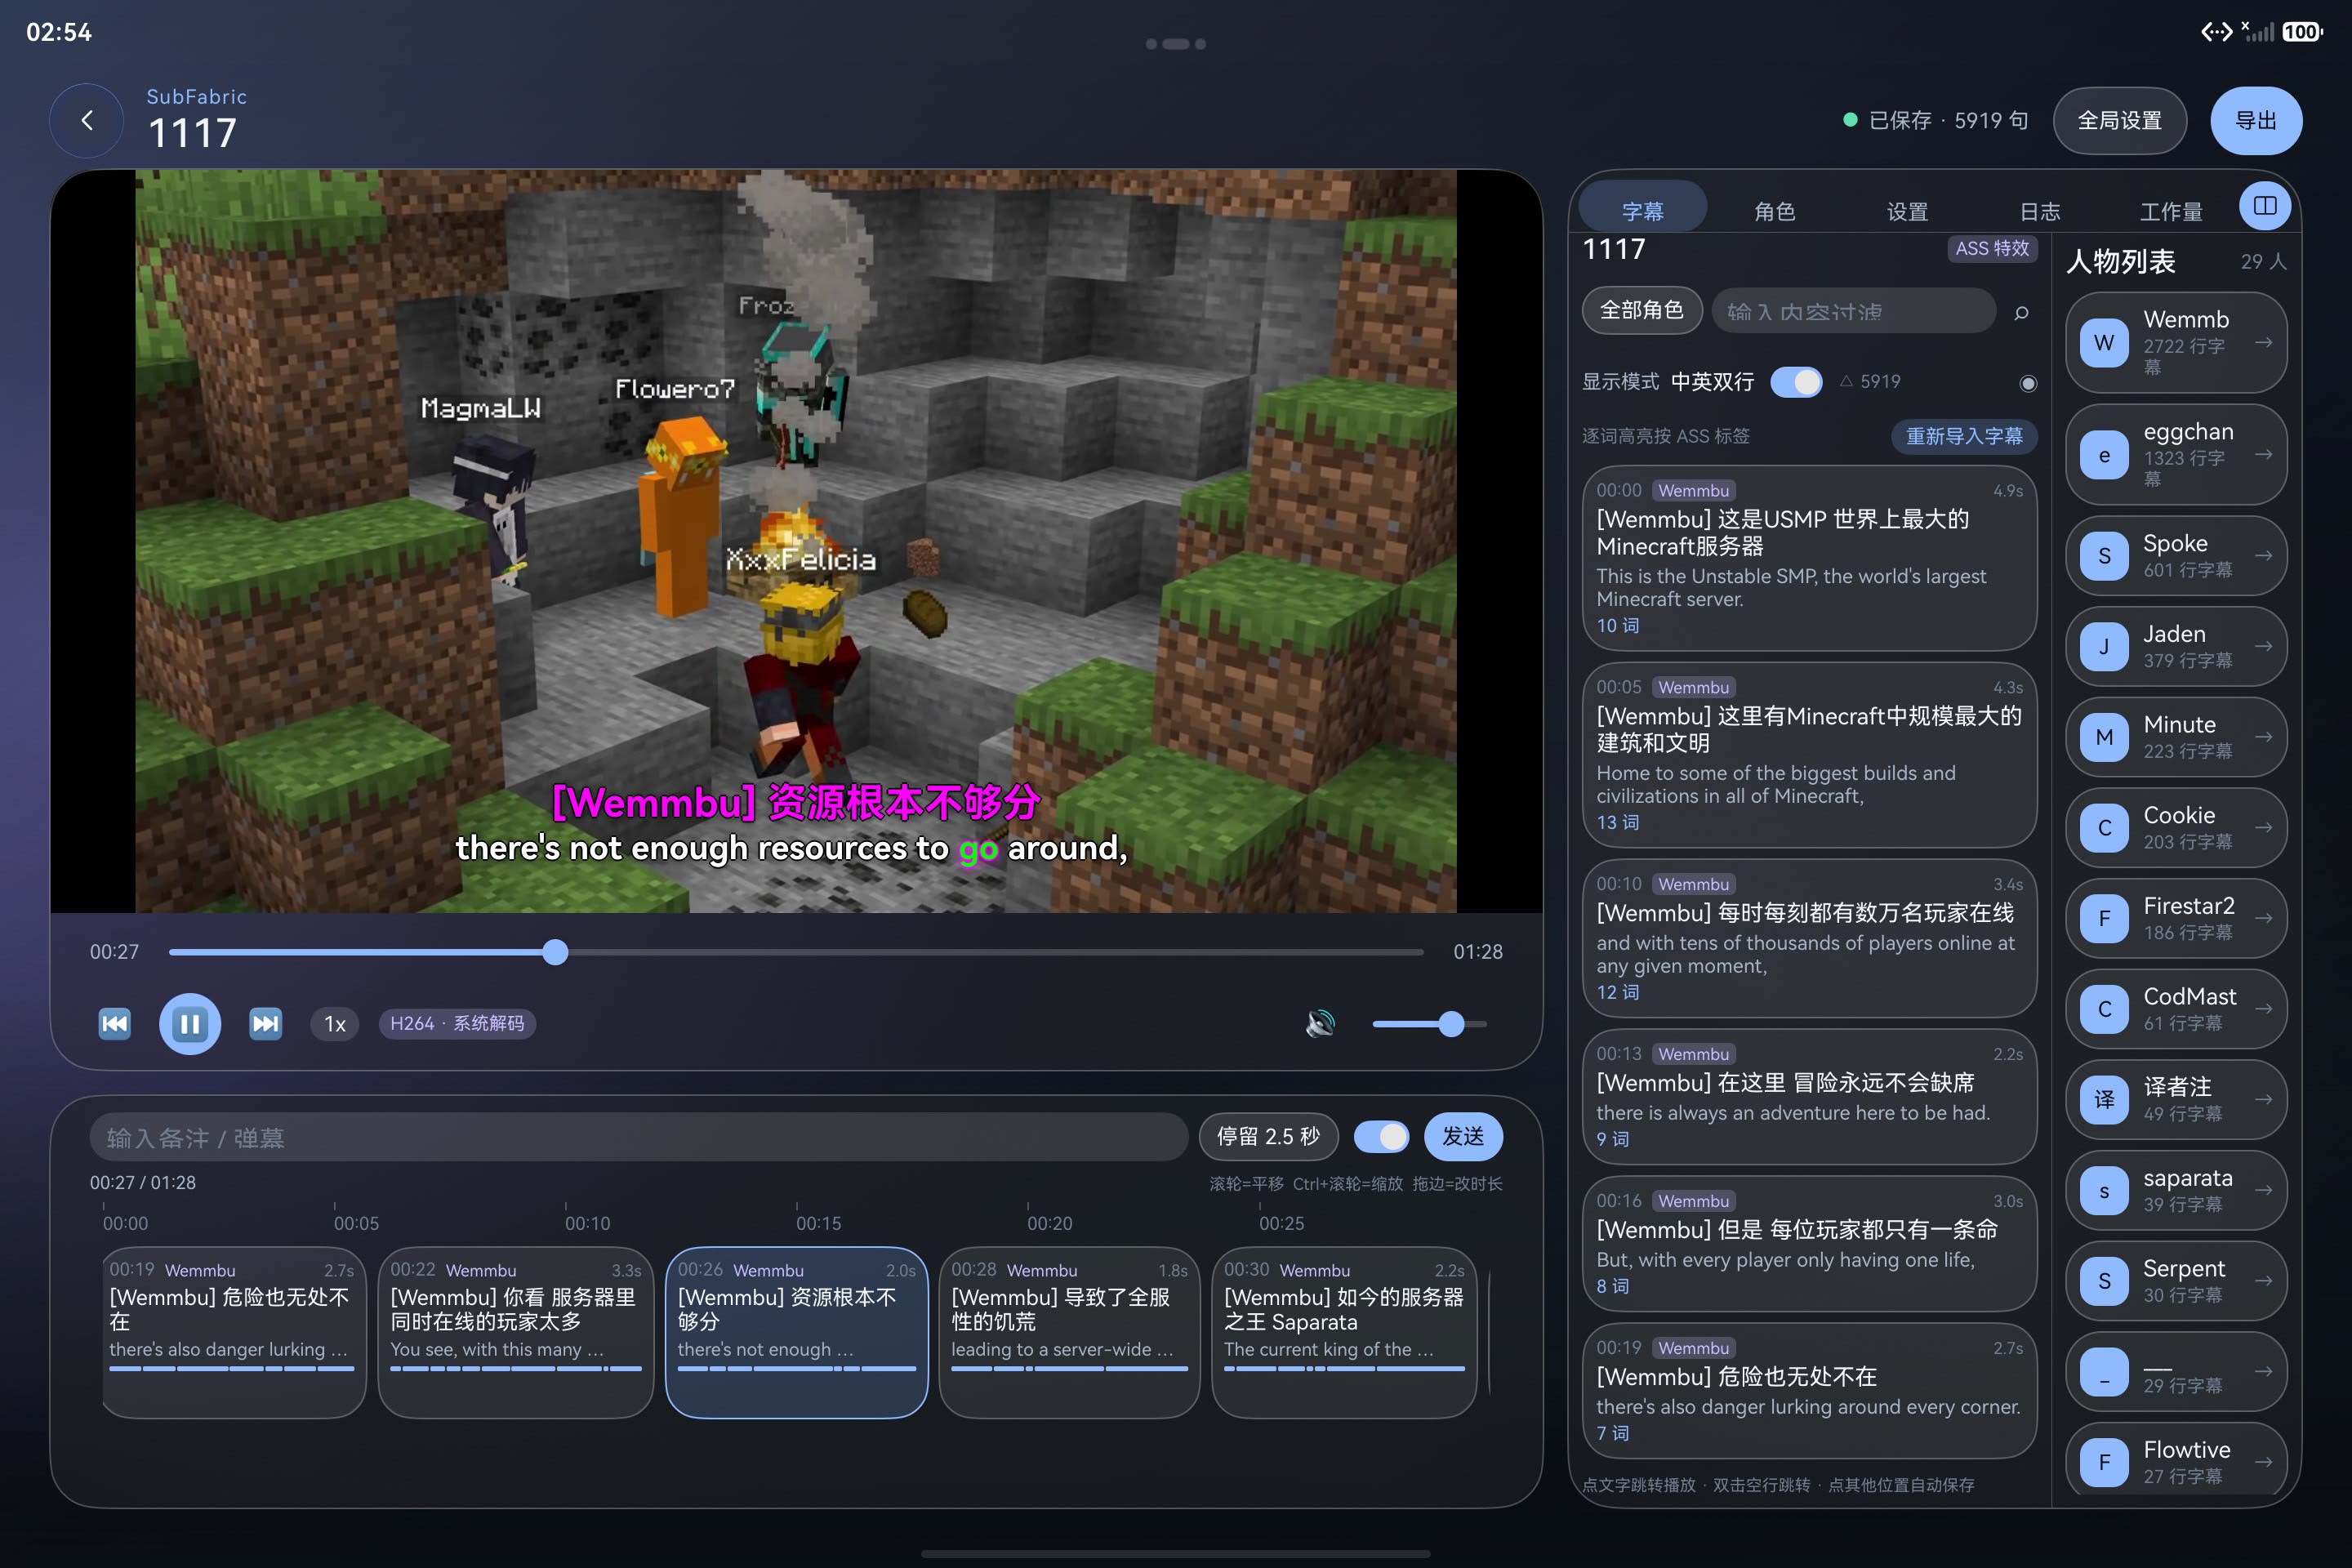 02:54
100
SubFabric
1117
已保存 · 5919 句
全局设置
导出
Froz
Flowero7
MagmaLW
XxxFelicia
[Wemmbu] 资源根本不够分
there's not enough resources to go around,
00:27
01:28
1x
H264 · 系统解码
输入备注 / 弹幕
停留 2.5 秒
发送
00:27 / 01:28
滚轮=平移 Ctrl+滚轮=缩放 拖边=改时长
00:00
00:05
00:10
00:15
00:20
00:25
00:19 Wemmbu 2.7s
[Wemmbu] 危险也无处不
在
there's also danger lurking ...
00:22 Wemmbu 3.3s
[Wemmbu] 你看 服务器里
同时在线的玩家太多
You see, with this many ...
00:26 Wemmbu 2.0s
[Wemmbu] 资源根本不
够分
there's not enough ...
00:28 Wemmbu 1.8s
[Wemmbu] 导致了全服
性的饥荒
leading to a server-wide ...
00:30 Wemmbu 2.2s
[Wemmbu] 如今的服务器
之王 Saparata
The current king of the ...
字幕
角色
设置
日志
工作量
1117
ASS 特效
全部角色
输入内容过滤
显示模式 中英双行
△ 5919
逐词高亮按 ASS 标签
重新导入字幕
00:00 Wemmbu 4.9s
[Wemmbu] 这是USMP 世界上最大的
Minecraft服务器
This is the Unstable SMP, the world's largest
Minecraft server.
10 词
00:05 Wemmbu 4.3s
[Wemmbu] 这里有Minecraft中规模最大的
建筑和文明
Home to some of the biggest builds and
civilizations in all of Minecraft,
13 词
00:10 Wemmbu 3.4s
[Wemmbu] 每时每刻都有数万名玩家在线
and with tens of thousands of players online at
any given moment,
12 词
00:13 Wemmbu 2.2s
[Wemmbu] 在这里 冒险永远不会缺席
there is always an adventure here to be had.
9 词
00:16 Wemmbu 3.0s
[Wemmbu] 但是 每位玩家都只有一条命
But, with every player only having one life,
8 词
00:19 Wemmbu 2.7s
[Wemmbu] 危险也无处不在
there's also danger lurking around every corner.
7 词
点文字跳转播放 · 双击空行跳转 · 点其他位置自动保存
人物列表
29 人
W
Wemmb
2722 行字
幕
→
e
eggchan
1323 行字
幕
→
S
Spoke
601 行字幕
→
J
Jaden
379 行字幕
→
M
Minute
223 行字幕
→
C
Cookie
203 行字幕
→
F
Firestar2
186 行字幕
→
C
CodMast
61 行字幕
→
译
译者注
49 行字幕
→
s
saparata
39 行字幕
→
S
Serpent
30 行字幕
→
_
__
29 行字幕
→
F
Flowtive
27 行字幕
→